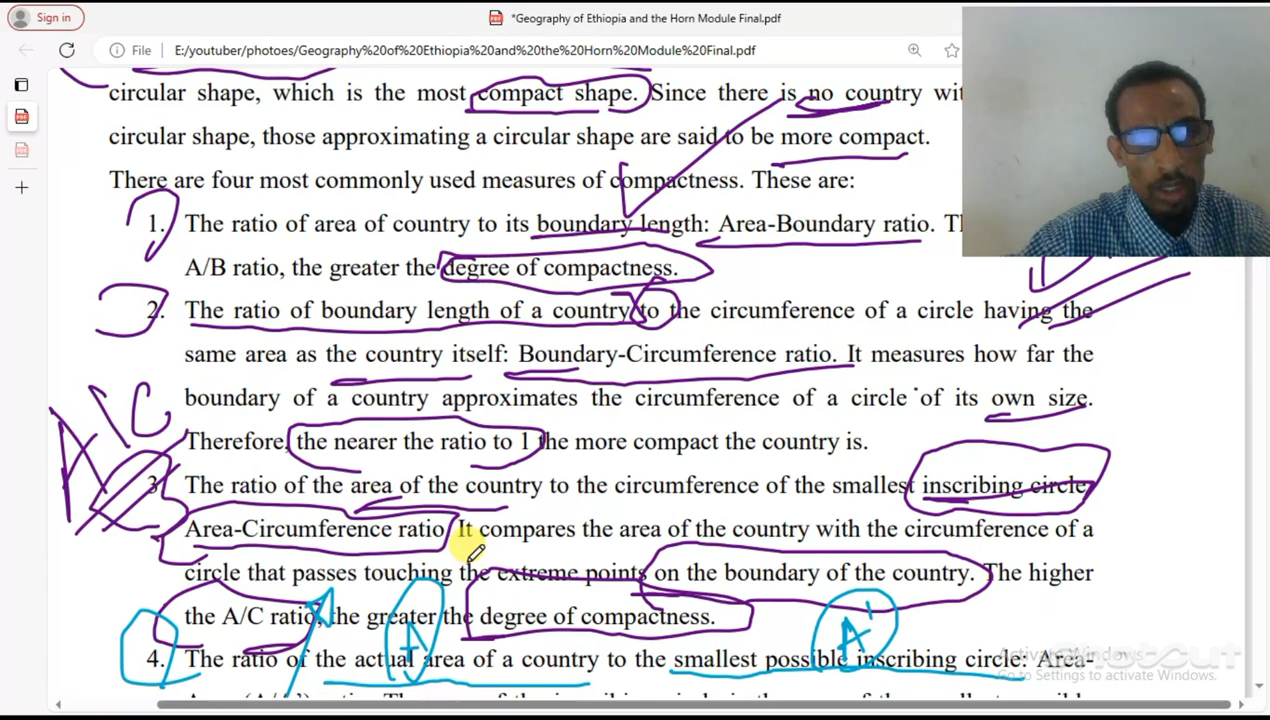 Sign in
*Geography of Ethiopia and the Horn Module Final.pdf
File
E:/youtuber/photoes/Geography%20of%20Ethiopia%20and%20the%20Horn%20Module%20Final.pdf
circular shape, which is the most compact shape. Since there is no country
circular shape, those approximating a circular shape are said to be more compact.
There are four most commonly used measures of compactness. These are:
1. The ratio of area of country to its boundary length: Area-Boundary ratio.
A/B ratio, the greater the degree of compactness.
2. The ratio of boundary length of a country to the circumference of a circle having the
same area as the country itself: Boundary-Circumference ratio. It measures how far the
boundary of a country approximates the circumference of a circle of its own size.
Therefore, the nearer the ratio to 1 the more compact the country is.
A/C
3. The ratio of the area of the country to the circumference of the smallest inscribing circle:
Area-Circumference ratio. It compares the area of the country with the circumference of a
circle that passes touching the extreme points on the boundary of the country. The higher
the A/C ratio, the greater the degree of compactness.
A
A'
4. The ratio of the actual area of a country to the smallest possible inscribing circle: Area-
Activate Windows
Go to Settings to activate Windows.